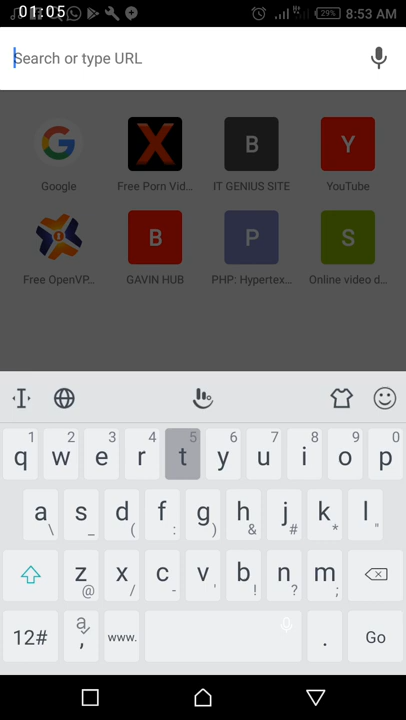 01:05 29% 8:53 AM
Search or type URL
G X B Y
Google Free Porn Vid... IT GENIUS SITE YouTube
B P S
Free OpenVP... GAVIN HUB PHP: Hypertex... Online video d...
1 2 3 4 5 6 7 8 9 0
q w e r t y u i o p
a s d f g h j k l
\ _ ( : ) & # * "
z x c v b n m
@ / - ' ! ? ;
12# a , www. . Go